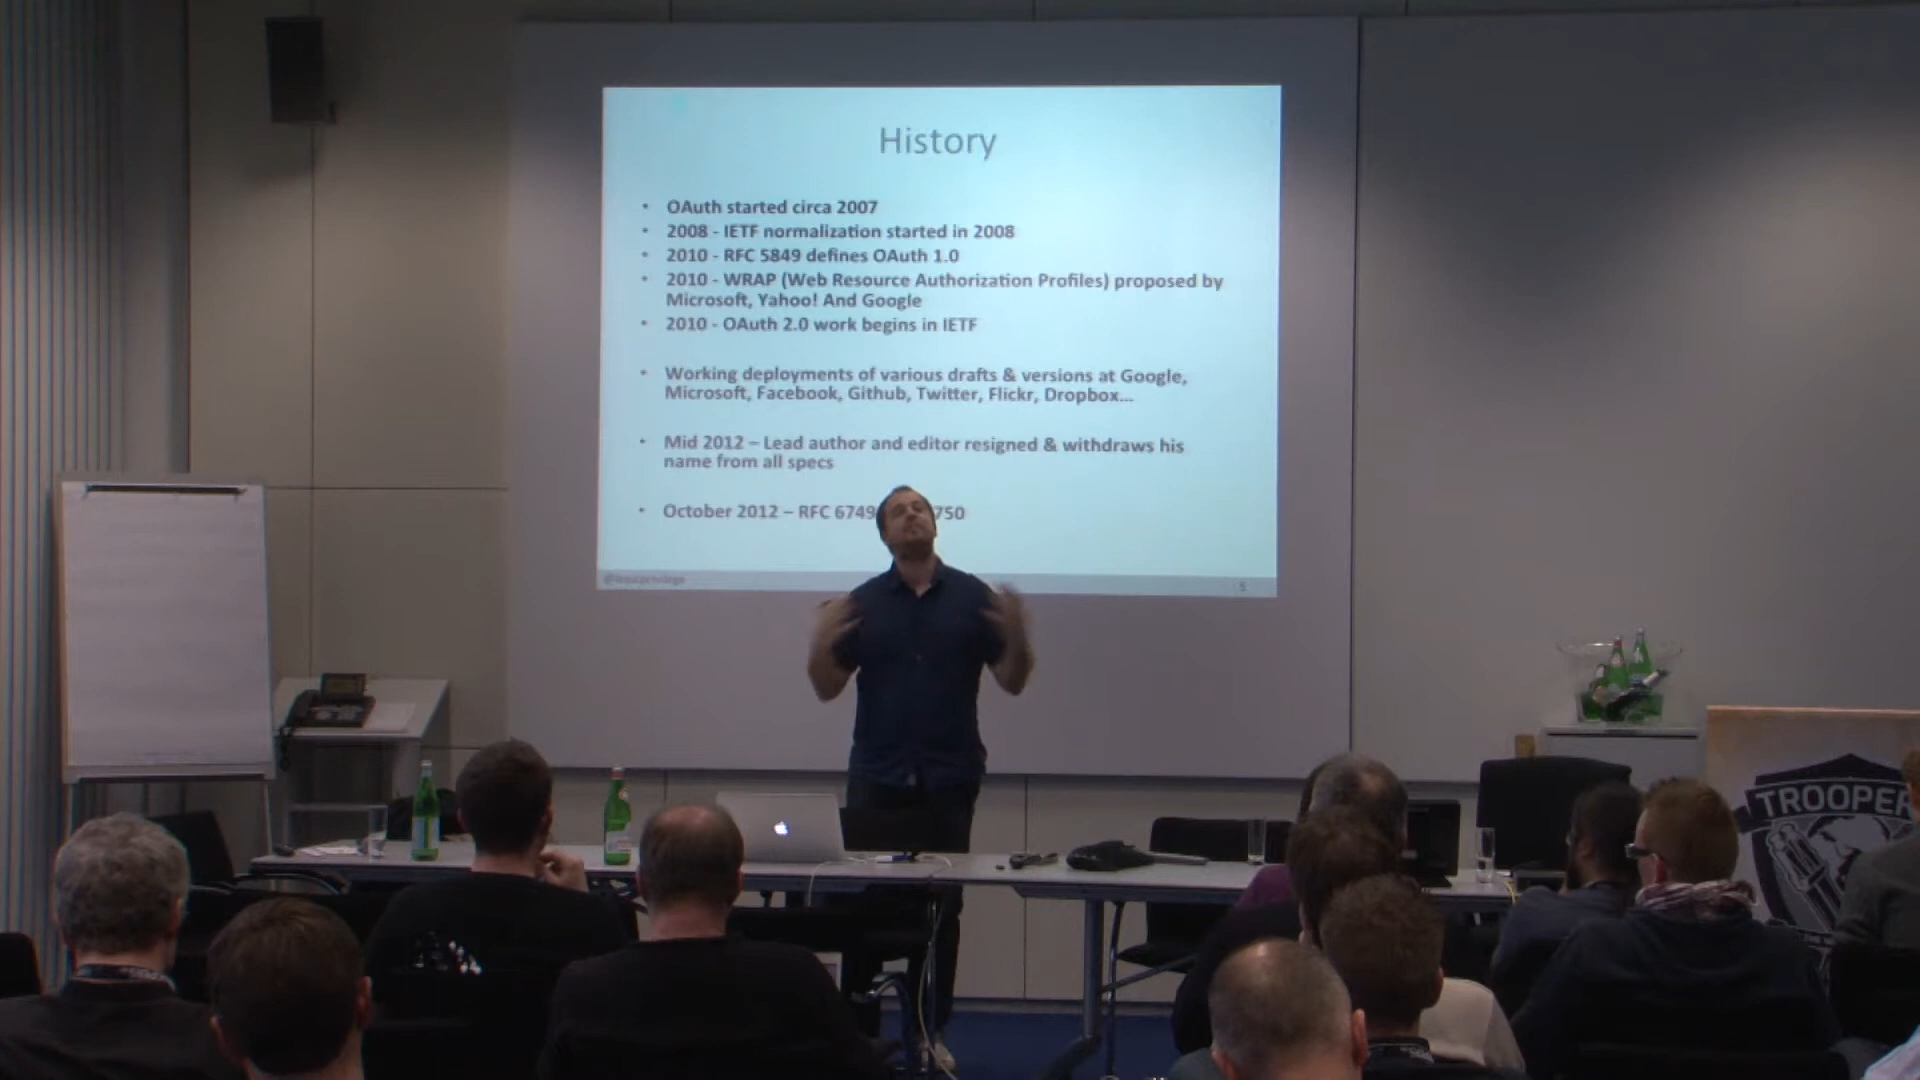 History
• OAuth started circa 2007
• 2008 - IETF normalization started in 2008
• 2010 - RFC 5849 defines OAuth 1.0
• 2010 - WRAP (Web Resource Authorization Profiles) proposed by
Microsoft, Yahoo! And Google
• 2010 - OAuth 2.0 work begins in IETF
• Working deployments of various drafts & versions at Google,
Microsoft, Facebook, Github, Twitter, Flickr, Dropbox...
• Mid 2012 – Lead author and editor resigned & withdraws his
name from all specs
• October 2012 – RFC 6749 750
5
TROOPER